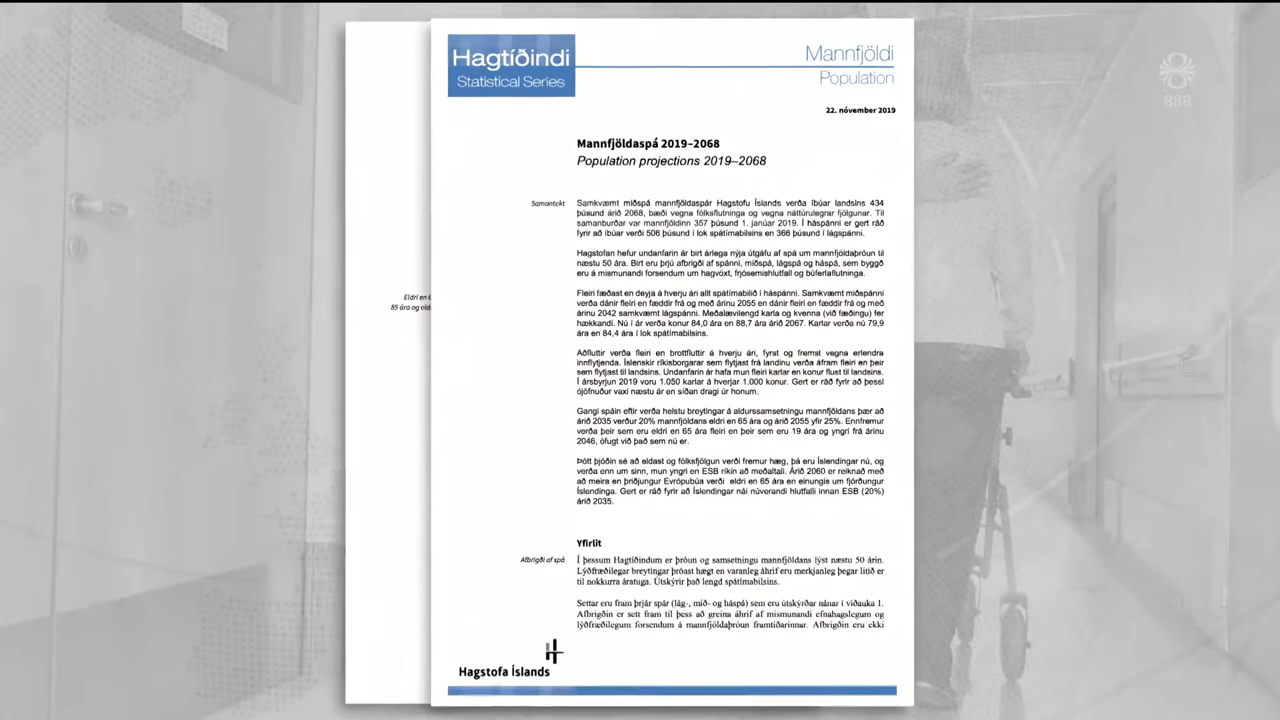 Hagtíðindi
Statistical Series
Mannfjöldi
Population
888
22. nóvember 2019
Mannfjöldaspá 2019–2068
Population projections 2019–2068
Samantekt
Samkvæmt miðspá mannfjöldaspár Hagstofu Íslands verða íbúar landsins 434
þúsund árið 2068, bæði vegna fólksflutninga og vegna náttúrulegrar fjölgunar. Til
samanburðar var mannfjöldinn 357 þúsund 1. janúar 2019. Í háspánni er gert ráð
fyrir að íbúar verði 506 þúsund í lok spátímabilsins en 366 þúsund í lágspánni.
Hagstofan hefur undanfarin ár birt árlega nýja útgáfu af spá um mannfjöldaþróun til
næstu 50 ára. Birt eru þrjú afbrigði af spánni, miðspá, lágspá og háspá, sem byggð
eru á mismunandi forsendum um hagvöxt, frjósemishlutfall og búferlaflutninga.
Fleiri fæðast en deyja á hverju ári allt spátímabilið í háspánni. Samkvæmt miðspánni
verða dánir fleiri en fæddir frá og með árinu 2055 en dánir fleiri en fæddir frá og með
árinu 2042 samkvæmt lágspánni. Meðalævilengd karla og kvenna (við fæðingu) fer
hækkandi. Nú í ár verða konur 84,0 ára en 88,7 ára árið 2067. Karlar verða nú 79,9
ára en 84,4 ára í lok spátímabilsins.
Aðfluttir verða fleiri en brottfluttir á hverju ári, fyrst og fremst vegna erlendra
innflytjenda. Íslenskir ríkisborgarar sem flytjast frá landinu verða áfram fleiri en þeir
sem flytjast til landsins. Undanfarin ár hafa mun fleiri karlar en konur flust til landsins.
Í ársbyrjun 2019 voru 1.050 karlar á hverjar 1.000 konur. Gert er ráð fyrir að þessi
ójöfnuður vaxi næstu ár en síðan dragi úr honum.
Gangi spáin eftir verða helstu breytingar á aldurssamsetningu mannfjöldans þær að
árið 2035 verður 20% mannfjöldans eldri en 65 ára og árið 2055 yfir 25%. Ennfremur
verða þeir sem eru eldri en 65 ára fleiri en þeir sem eru 19 ára og yngri frá árinu
2046, öfugt við það sem nú er.
Eldri en 6
85 ára og eld
Þótt þjóðin sé að eldast og fólksfjölgun verði fremur hæg, þá eru Íslendingar nú, og
verða enn um sinn, mun yngri en ESB ríkin að meðaltali. Árið 2060 er reiknað með
að meira en þriðjungur Evrópubúa verði eldri en 65 ára en einungis um fjórðungur
Íslendinga. Gert er ráð fyrir að Íslendingar nái núverandi hlutfalli innan ESB (20%)
árið 2035.
Yfirlit
Afbrigði af spá
Í þessum Hagtíðindum er þróun og samsetningu mannfjöldans lýst næstu 50 árin.
Lýðfræðilegar breytingar þróast hægt en varanleg áhrif eru merkjanleg þegar litið er
til nokkurra áratuga. Útskýrir það lengd spátímabilsins.
Settar eru fram þrjár spár (lág-, mið- og háspá) sem eru útskýrðar nánar í viðauka 1.
Afbrigðin er sett fram til þess að greina áhrif af mismunandi efnahagslegum og
lýðfræðilegum forsendum á mannfjöldaþróun framtíðarinnar. Afbrigðin eru ekki
Hagstofa Íslands